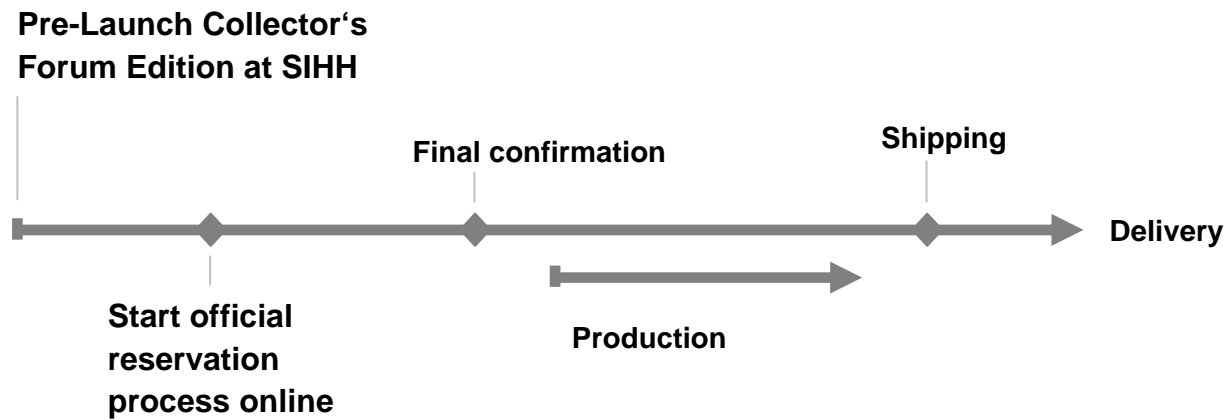 Pre-Launch Collector‘s
Forum Edition at SIHH
Final confirmation
Shipping
Delivery
Start official
reservation
process online
Production